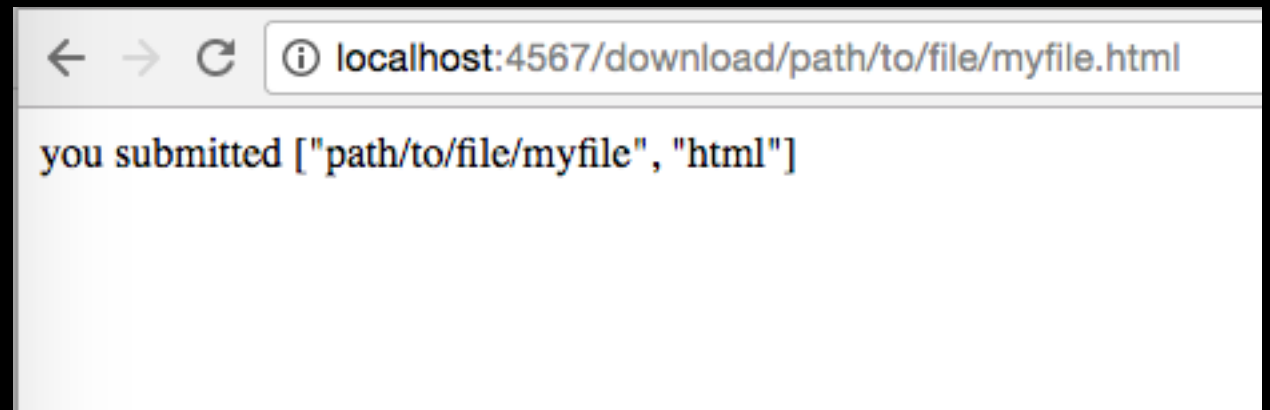 localhost:4567/download/path/to/file/myfile.html
you submitted ["path/to/file/myfile", "html"]